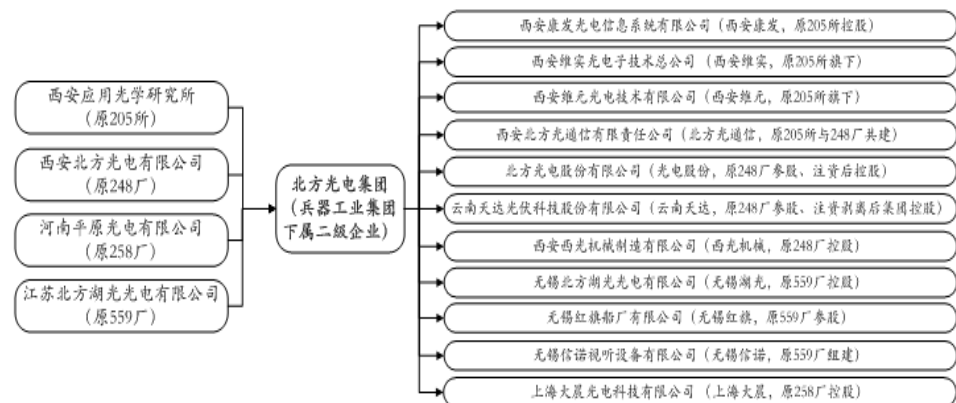 西安应用光学研究所
(原205所)
西安北方光电有限公司
(原248厂)
河南平原光电有限公司
(原258厂)
江苏北方湖光光电有限公司
(原559厂)
北方光电集团
(兵器工业集团
下属二级企业)
西安康发光电信息系统有限公司(西安康发,原205所控股)
西安维实光电子技术总公司(西安维实,原205所旗下)
西安维元光电技术有限公司(西安维元,原205所旗下)
西安北方光通信有限责任公司(北方光通信,原205所与248厂共建)
北方光电股份有限公司(光电股份,原248厂参股、注资后控股)
云南天达光伏科技股份有限公司(云南天达,原248厂参股、注资剥离后集团控股)
西安西光机械制造有限公司(西光机械,原248厂控股)
无锡北方湖光光电有限公司(无锡湖光,原559厂控股)
无锡红旗船厂有限公司(无锡红旗,原559厂参股)
无锡信诺视听设备有限公司(无锡信诺,原559厂组建)
上海大晨光电科技有限公司(上海大晨,原258厂控股)